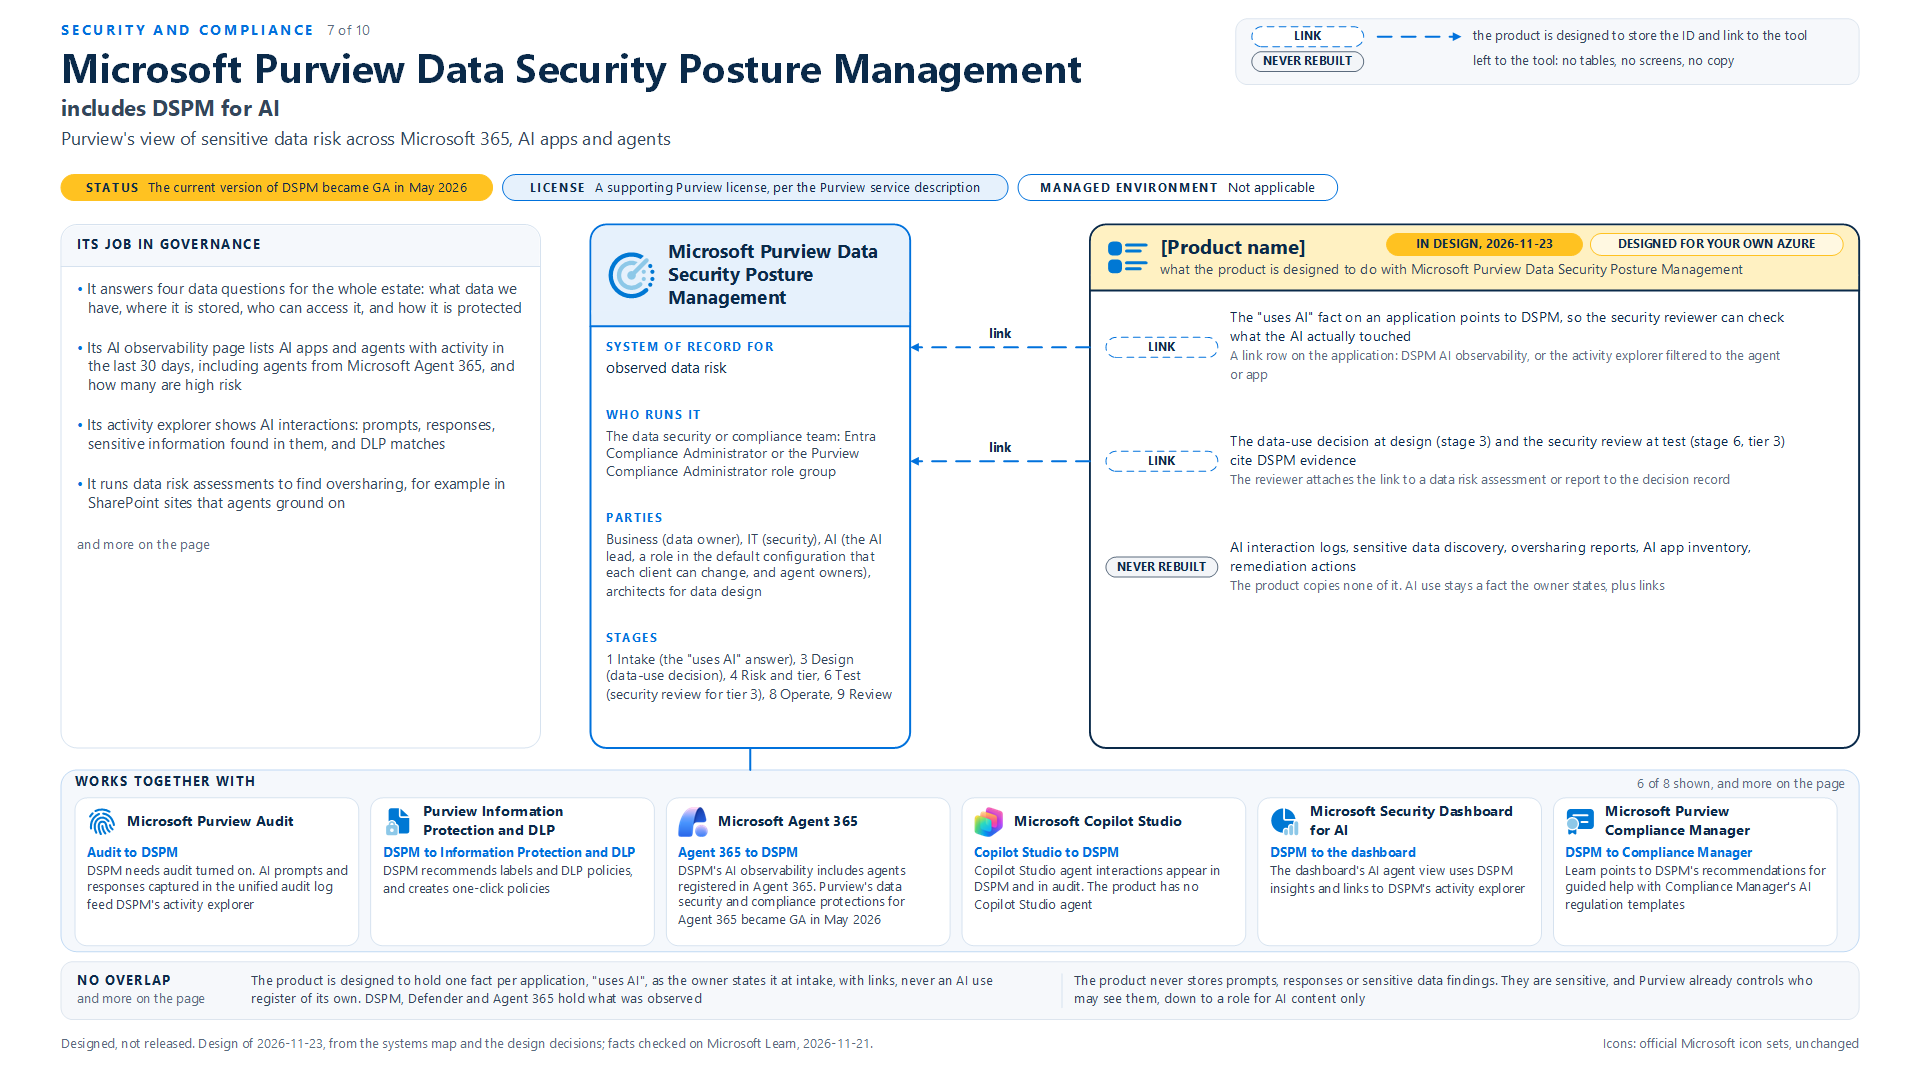 SECURITY AND COMPLIANCE 7 of 10
Microsoft Purview Data Security Posture Management
includes DSPM for AI
Purview's view of sensitive data risk across Microsoft 365, AI apps and agents
LINK the product is designed to store the ID and link to the tool
NEVER REBUILT left to the tool: no tables, no screens, no copy
STATUS The current version of DSPM became GA in May 2026
LICENSE A supporting Purview license, per the Purview service description
MANAGED ENVIRONMENT Not applicable
ITS JOB IN GOVERNANCE
• It answers four data questions for the whole estate: what data we
have, where it is stored, who can access it, and how it is protected
• Its AI observability page lists AI apps and agents with activity in
the last 30 days, including agents from Microsoft Agent 365, and
how many are high risk
• Its activity explorer shows AI interactions: prompts, responses,
sensitive information found in them, and DLP matches
• It runs data risk assessments to find oversharing, for example in
SharePoint sites that agents ground on
and more on the page
Microsoft Purview Data
Security Posture
Management
SYSTEM OF RECORD FOR
observed data risk
WHO RUNS IT
The data security or compliance team: Entra
Compliance Administrator or the Purview
Compliance Administrator role group
PARTIES
Business (data owner), IT (security), AI (the AI
lead, a role in the default configuration that
each client can change, and agent owners),
architects for data design
STAGES
1 Intake (the "uses AI" answer), 3 Design
(data-use decision), 4 Risk and tier, 6 Test
(security review for tier 3), 8 Operate, 9 Review
link
link
[Product name]
IN DESIGN, 2026-11-23
DESIGNED FOR YOUR OWN AZURE
what the product is designed to do with Microsoft Purview Data Security Posture Management
LINK
The "uses AI" fact on an application points to DSPM, so the security reviewer can check
what the AI actually touched
A link row on the application: DSPM AI observability, or the activity explorer filtered to the agent
or app
LINK
The data-use decision at design (stage 3) and the security review at test (stage 6, tier 3)
cite DSPM evidence
The reviewer attaches the link to a data risk assessment or report to the decision record
NEVER REBUILT
AI interaction logs, sensitive data discovery, oversharing reports, AI app inventory,
remediation actions
The product copies none of it. AI use stays a fact the owner states, plus links
WORKS TOGETHER WITH
6 of 8 shown, and more on the page
Microsoft Purview Audit
Audit to DSPM
DSPM needs audit turned on. AI prompts and
responses captured in the unified audit log
feed DSPM's activity explorer
Purview Information
Protection and DLP
DSPM to Information Protection and DLP
DSPM recommends labels and DLP policies,
and creates one-click policies
Microsoft Agent 365
Agent 365 to DSPM
DSPM's AI observability includes agents
registered in Agent 365. Purview's data
security and compliance protections for
Agent 365 became GA in May 2026
Microsoft Copilot Studio
Copilot Studio to DSPM
Copilot Studio agent interactions appear in
DSPM and in audit. The product has no
Copilot Studio agent
Microsoft Security Dashboard
for AI
DSPM to the dashboard
The dashboard's AI agent view uses DSPM
insights and links to DSPM's activity explorer
Microsoft Purview
Compliance Manager
DSPM to Compliance Manager
Learn points to DSPM's recommendations for
guided help with Compliance Manager's AI
regulation templates
NO OVERLAP
and more on the page
The product is designed to hold one fact per application, "uses AI", as the owner states it at intake, with links, never an AI use
register of its own. DSPM, Defender and Agent 365 hold what was observed
The product never stores prompts, responses or sensitive data findings. They are sensitive, and Purview already controls who
may see them, down to a role for AI content only
Designed, not released. Design of 2026-11-23, from the systems map and the design decisions; facts checked on Microsoft Learn, 2026-11-21.
Icons: official Microsoft icon sets, unchanged